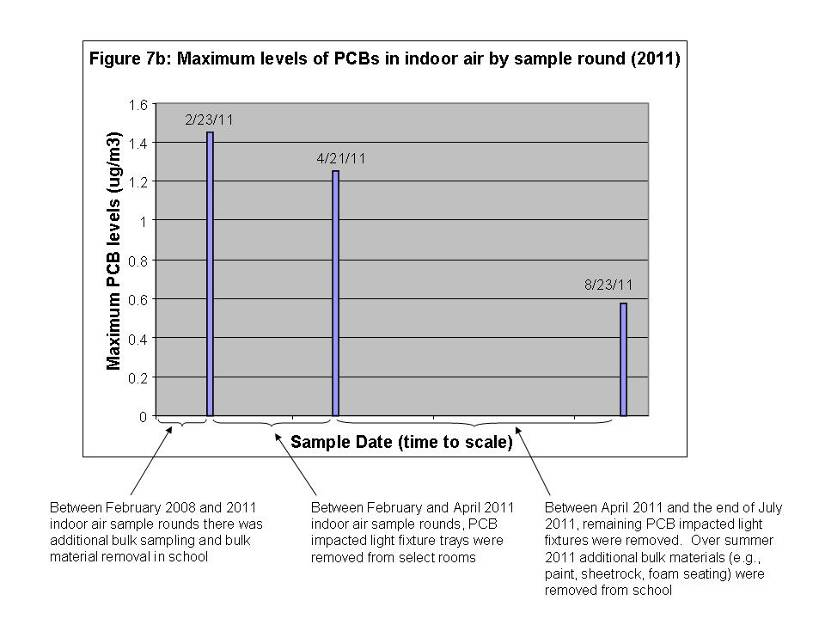 Figure 7b: Maximum levels of PCBs in indoor air by sample round (2011)
Maximum PCB levels (ug/m3)
1.6
1.4
1.2
1
0.8
0.6
0.4
0.2
0
2/23/11
4/21/11
8/23/11
Sample Date (time to scale)
Between February 2008 and 2011
indoor air sample rounds there was
additional bulk sampling and bulk
material removal in school
Between February and April 2011
indoor air sample rounds, PCB
impacted light fixture trays were
removed from select rooms
Between April 2011 and the end of July
2011, remaining PCB impacted light
fixtures were removed. Over summer
2011 additional bulk materials (e.g.,
paint, sheetrock, foam seating) were
removed from school